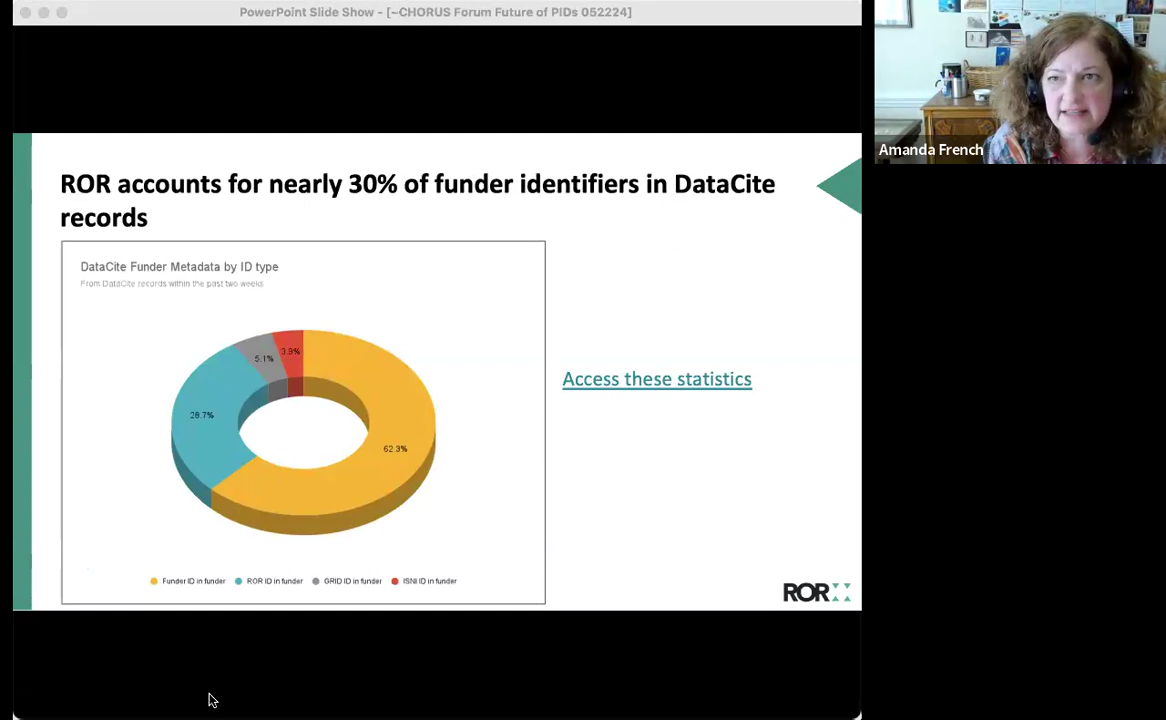 PowerPoint Slide Show - [~CHORUS Forum Future of PIDs 052224]
Amanda French
ROR accounts for nearly 30% of funder identifiers in DataCite
records
DataCite Funder Metadata by ID type
From DataCite records within the past two weeks
3.9%
5.1%
28.7%
62.3%
Access these statistics
Funder ID in funder ROR ID in funder GRID ID in funder ISNI ID in funder
ROR